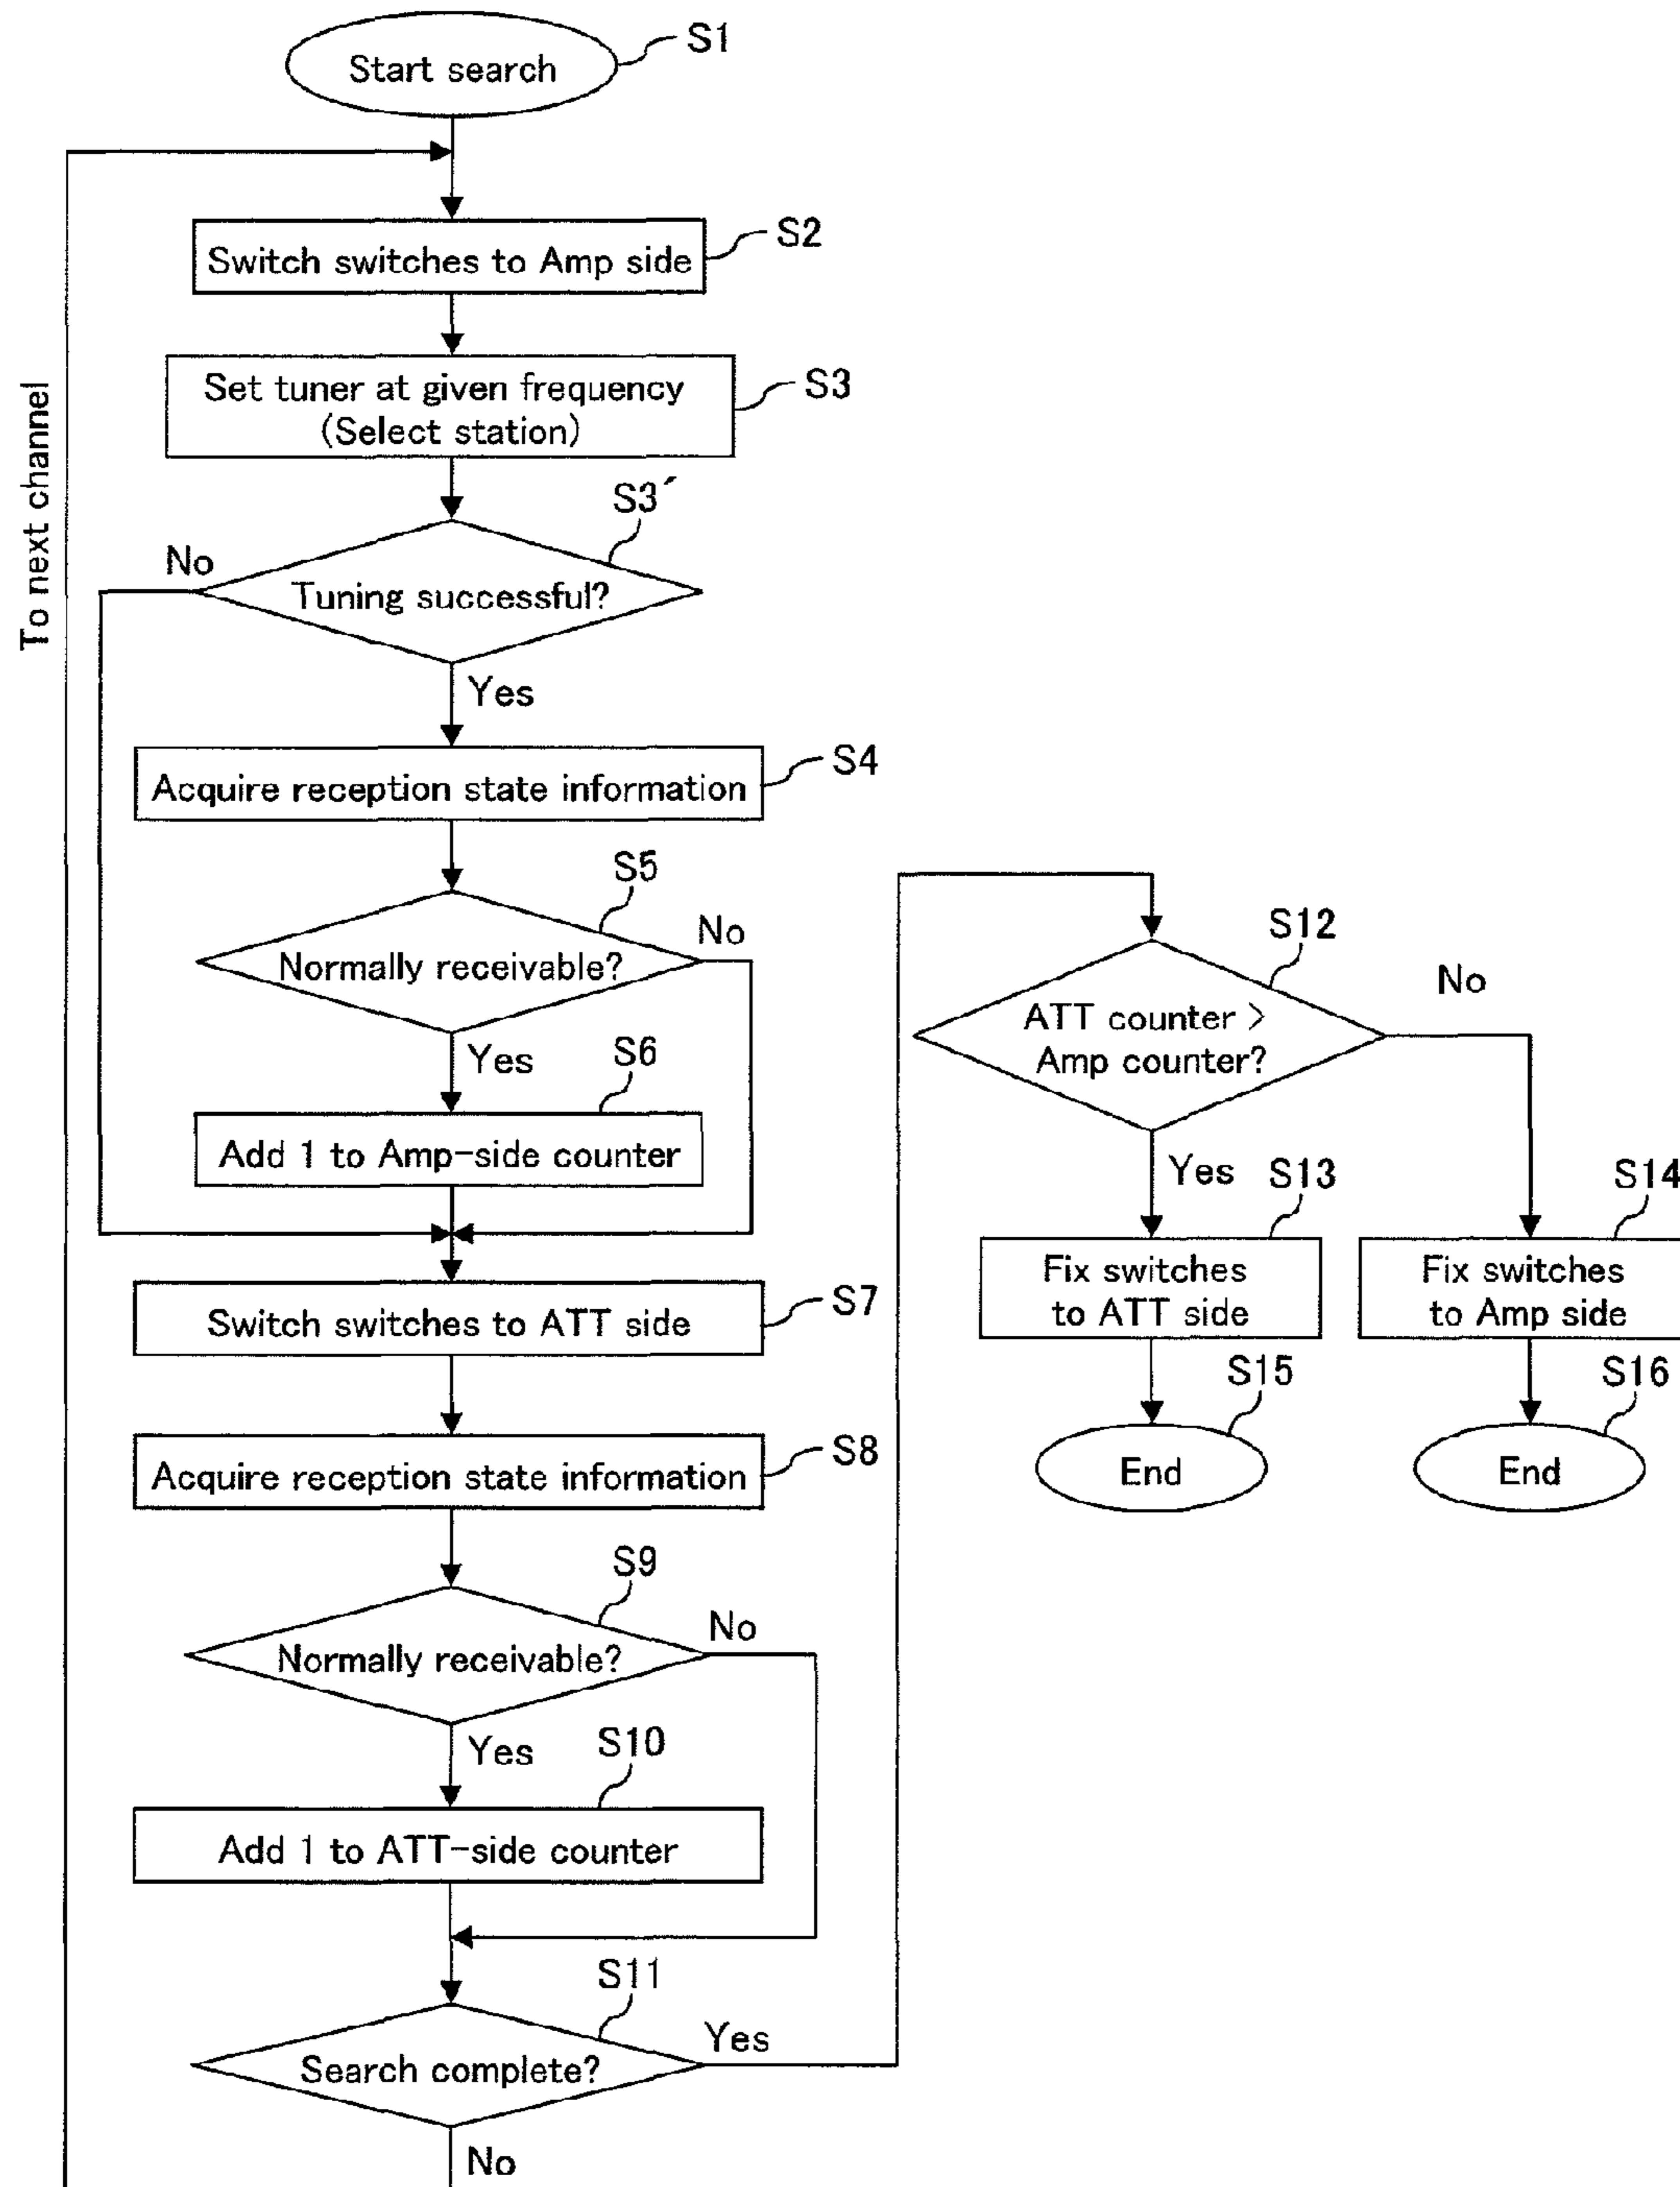 Start search
S1
Switch switches to Amp side
S2
To next channel
Set tuner at given frequency
(Select station)
S3
S3´
No
Tuning successful?
Yes
Acquire reception state information
S4
S5
No
Normally receivable?
Yes
S6
Add 1 to Amp-side counter
Switch switches to ATT side
S7
Acquire reception state information
S8
S9
No
Normally receivable?
Yes
S10
Add 1 to ATT-side counter
S11
Yes
Search complete?
No
S12
No
ATT counter >
Amp counter?
Yes
S13
Fix switches
to ATT side
S14
Fix switches
to Amp side
S15
End
S16
End